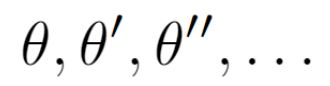 θ, θ′, θ′′, . . .